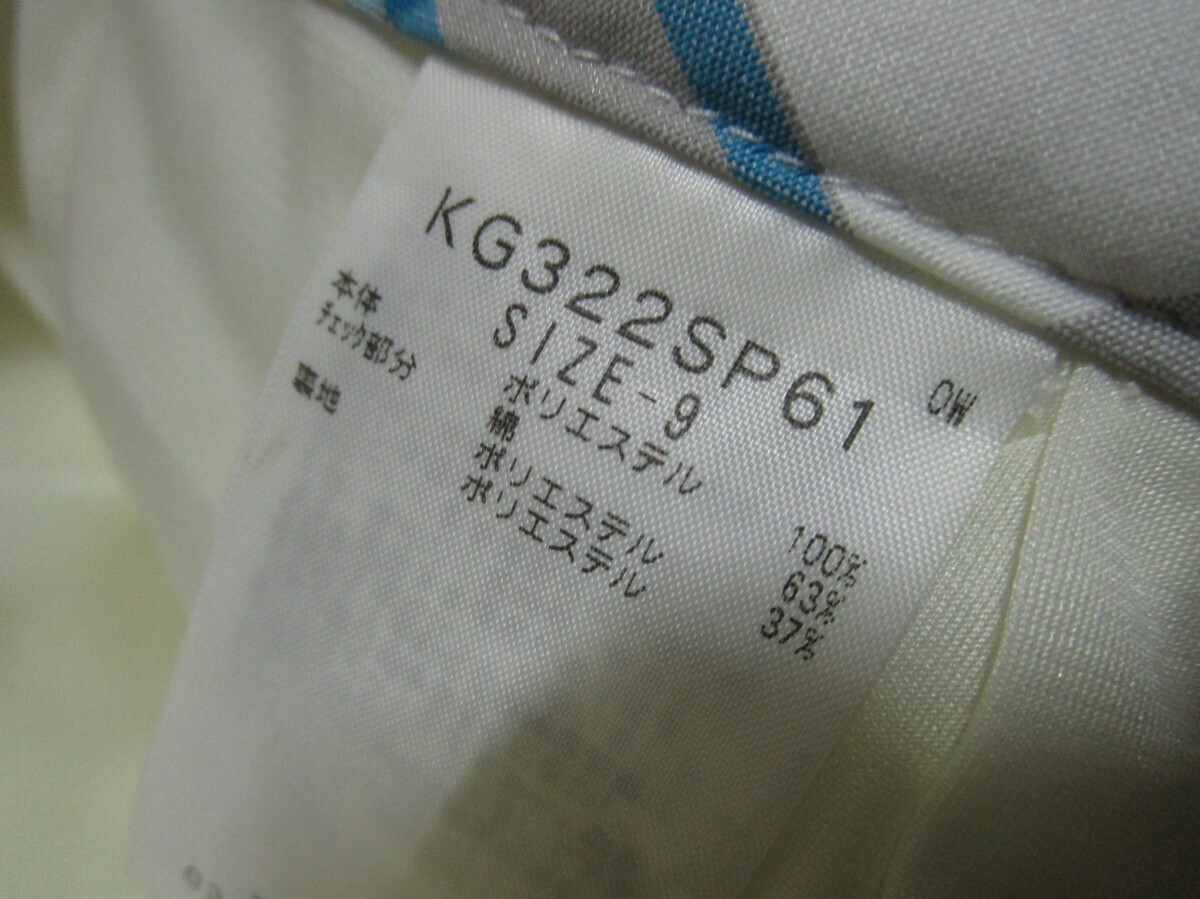 KG322SP61 OW
SIZE-9
本体 ポリエステル 100%
チェック部分 綿 63%
ポリエステル 37%
裏地 ポリエステル